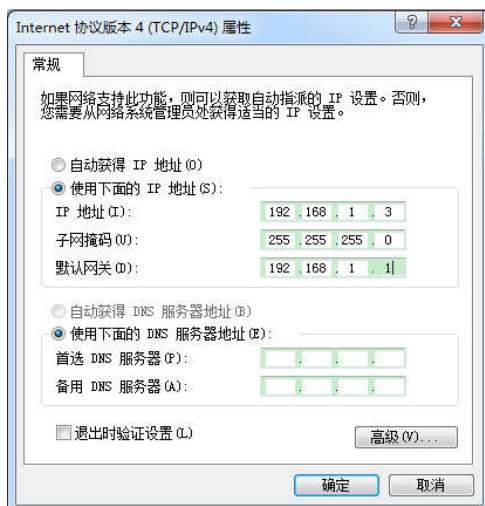 Internet 协议版本 4 (TCP/IPv4) 属性
常规
如果网络支持此功能，则可以获取自动指派的 IP 设置。否则，
您需要从网络系统管理员处获得适当的 IP 设置。
自动获得 IP 地址(O)
使用下面的 IP 地址(S):
IP 地址(I): 192 .168 . 1 . 3
子网掩码(U): 255 .255 .255 . 0
默认网关(D): 192 .168 . 1 . 1
自动获得 DNS 服务器地址(B)
使用下面的 DNS 服务器地址(E):
首选 DNS 服务器(P): . . .
备用 DNS 服务器(A): . . .
退出时验证设置(L)
高级(V)...
确定 取消